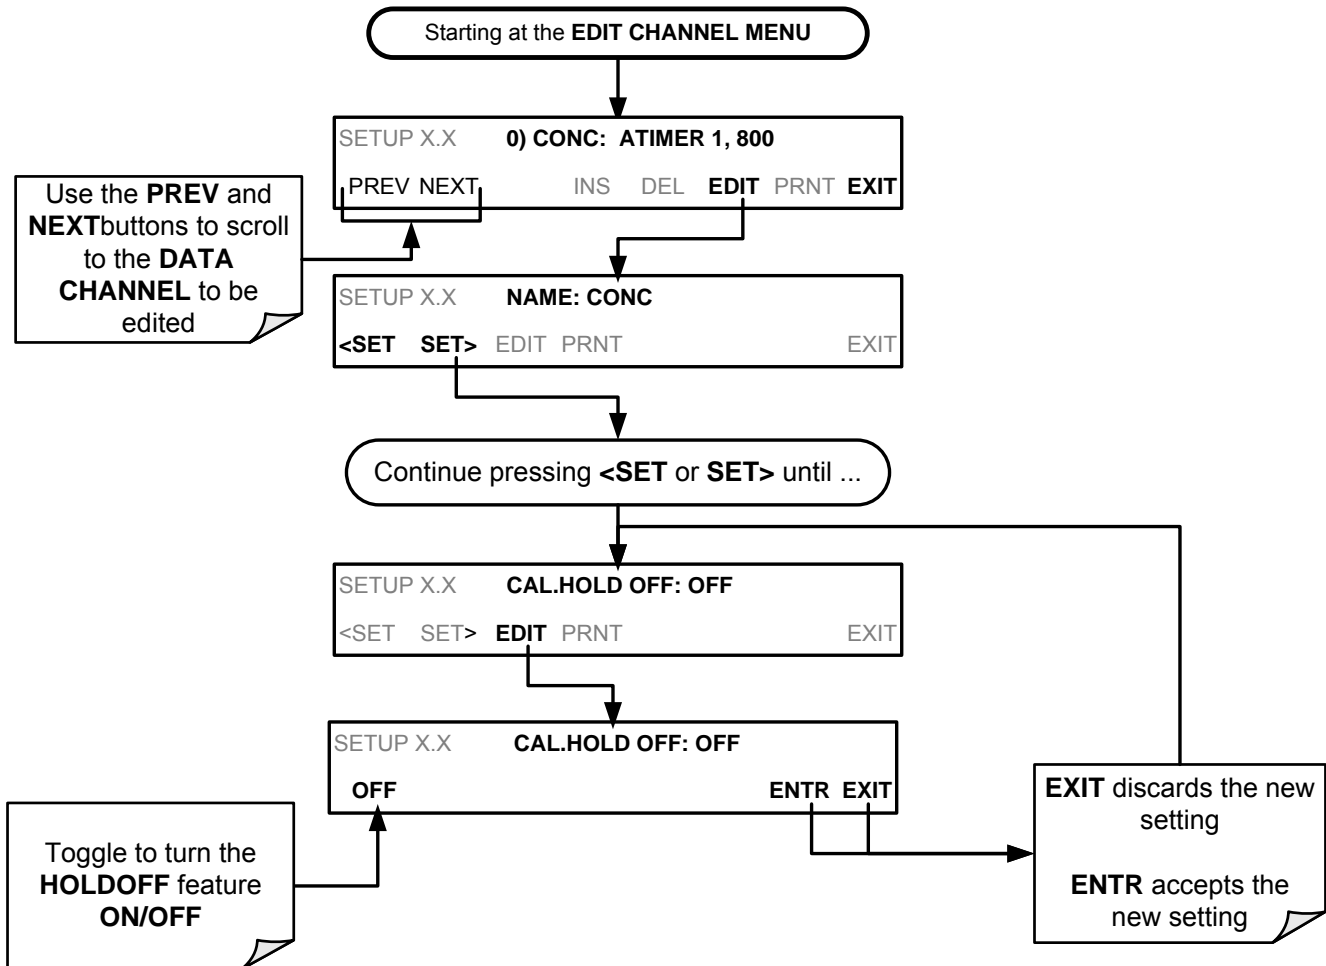 Starting at the EDIT CHANNEL MENU
SETUP X.X 0) CONC: ATIMER 1, 800
PREV NEXT INS DEL EDIT PRNT EXIT
Use the PREV and
NEXTbuttons to scroll
to the DATA
CHANNEL to be
edited
SETUP X.X NAME: CONC
<SET SET> EDIT PRNT EXIT
Continue pressing <SET or SET> until ...
SETUP X.X CAL.HOLD OFF: OFF
<SET SET> EDIT PRNT EXIT
SETUP X.X CAL.HOLD OFF: OFF
OFF ENTR EXIT
Toggle to turn the
HOLDOFF feature
ON/OFF
EXIT discards the new
setting
ENTR accepts the
new setting